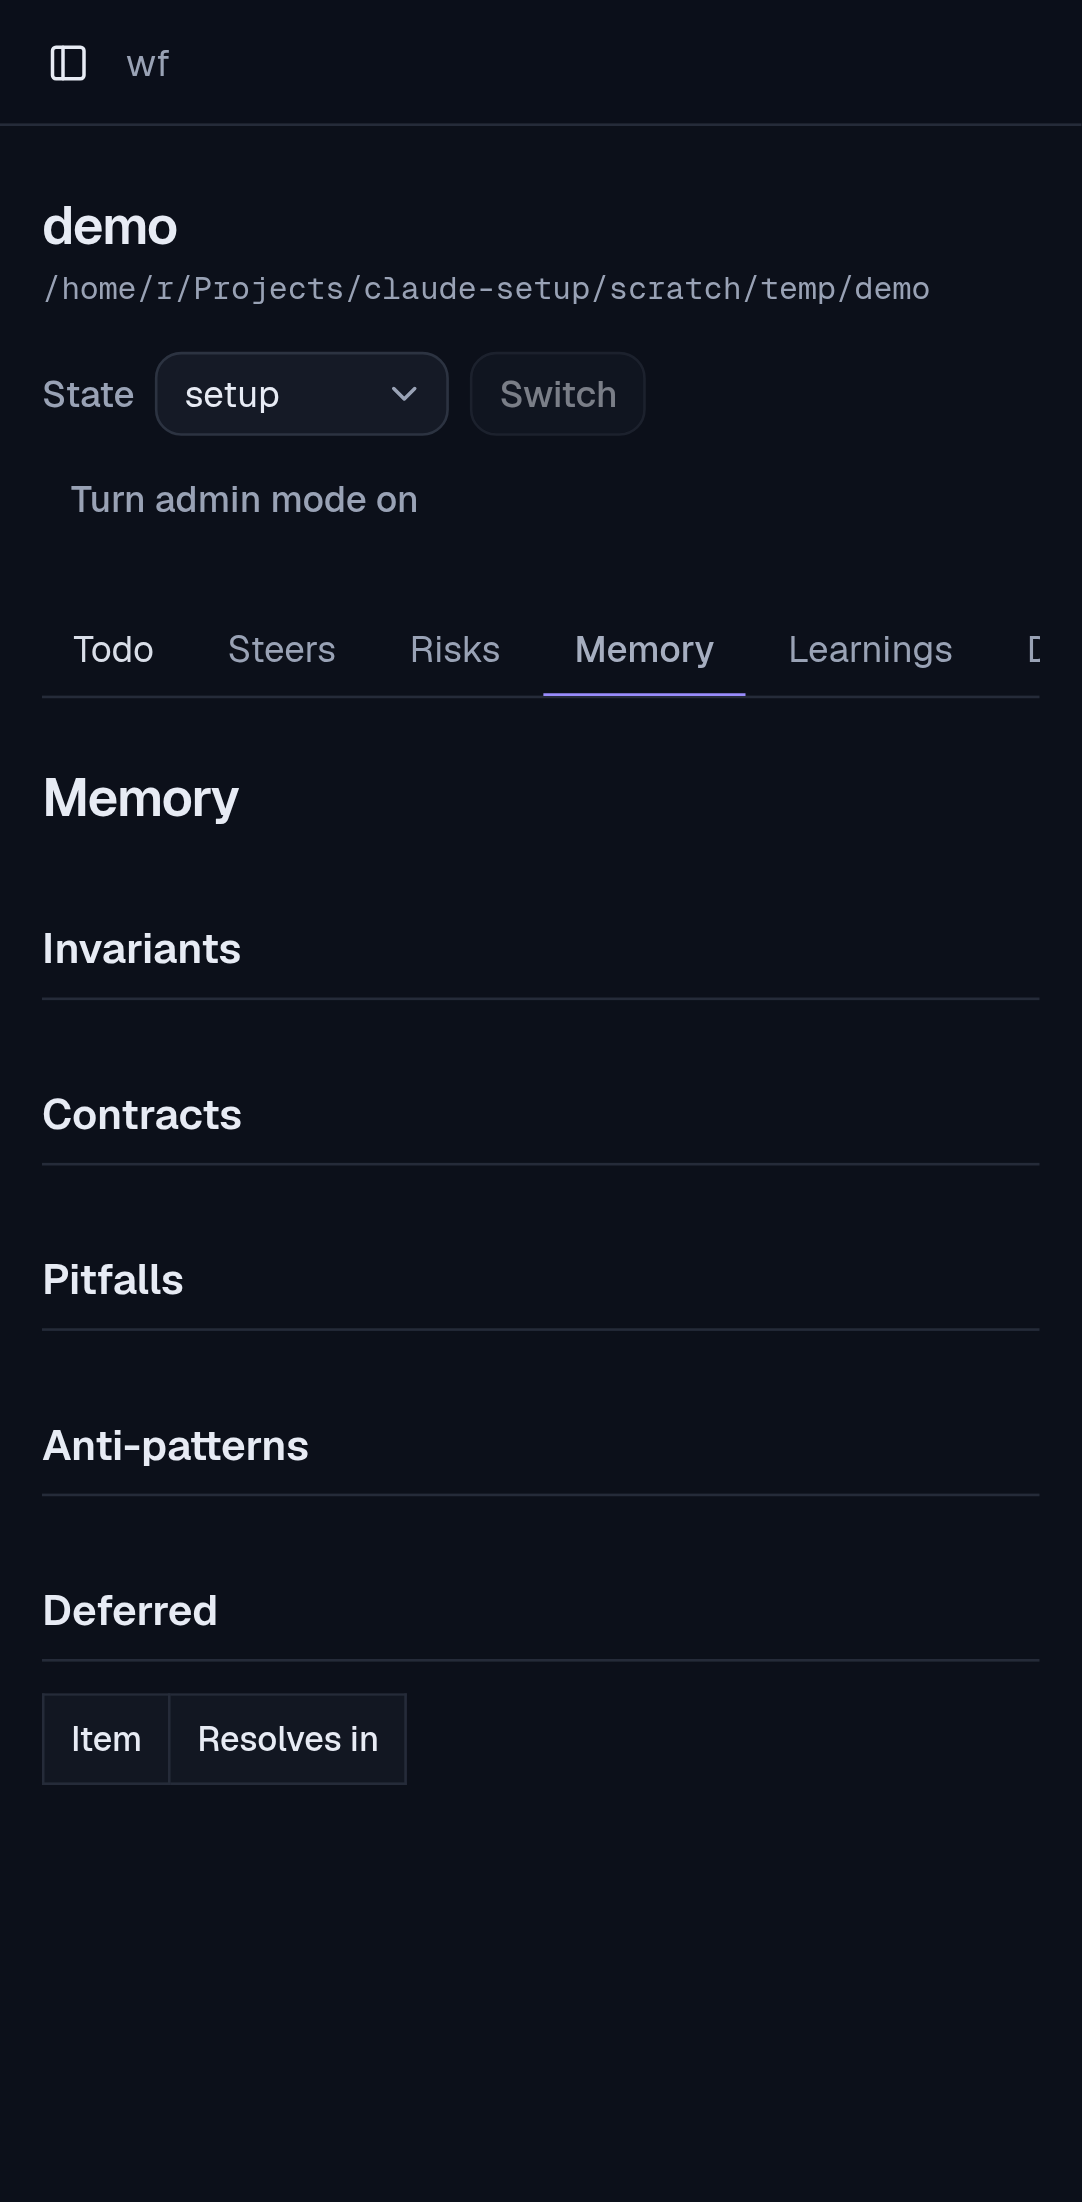 wf
demo
/home/r/Projects/claude-setup/scratch/temp/demo
State setup Switch
Turn admin mode on
Todo Steers Risks Memory Learnings
Memory
Invariants
Contracts
Pitfalls
Anti-patterns
Deferred
Item Resolves in